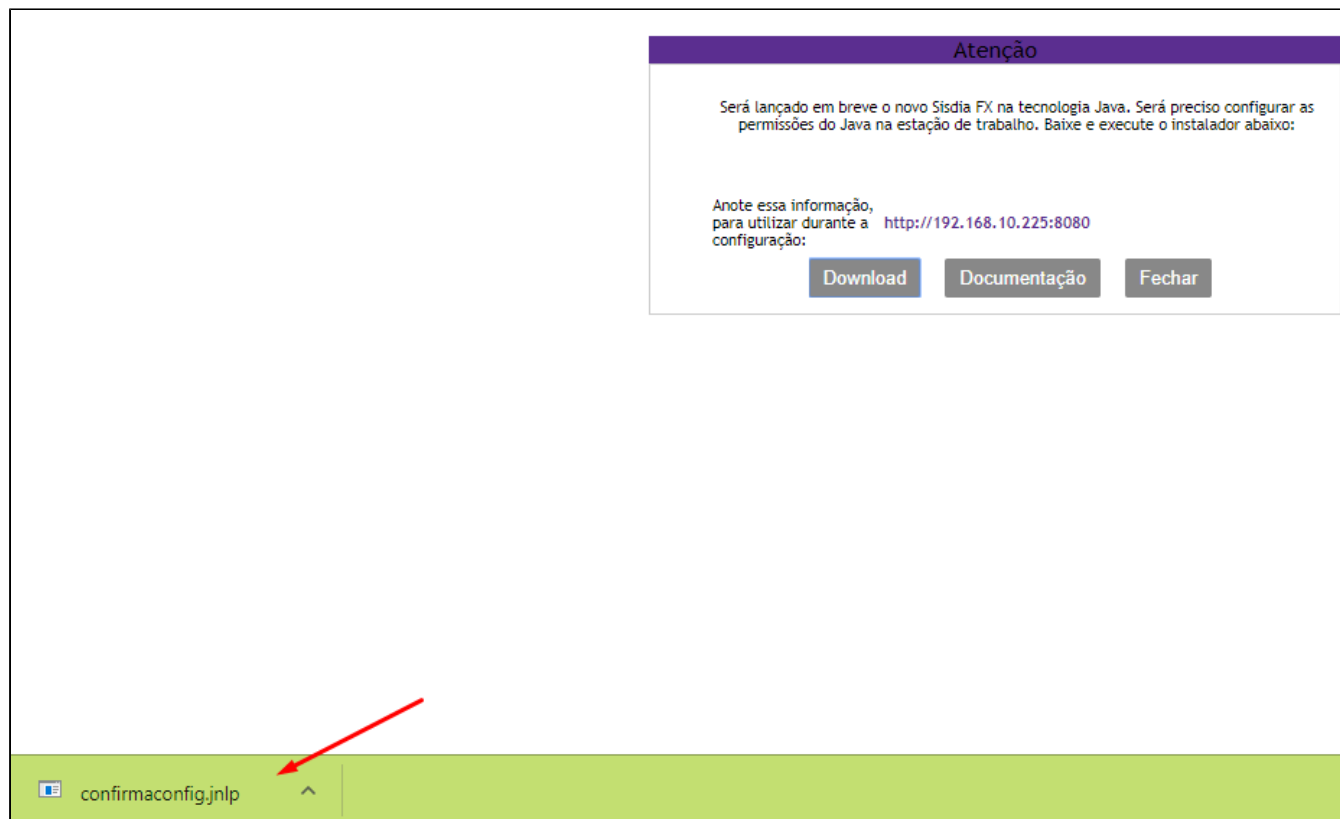 Atenção
Será lançado em breve o novo Sisdia FX na tecnologia Java. Será preciso configurar as
permissões do Java na estação de trabalho. Baixe e execute o instalador abaixo:
Anote essa informação,
para utilizar durante a http://192.168.10.225:8080
configuração:
Download Documentação Fechar
confirmaconfig.jnlp